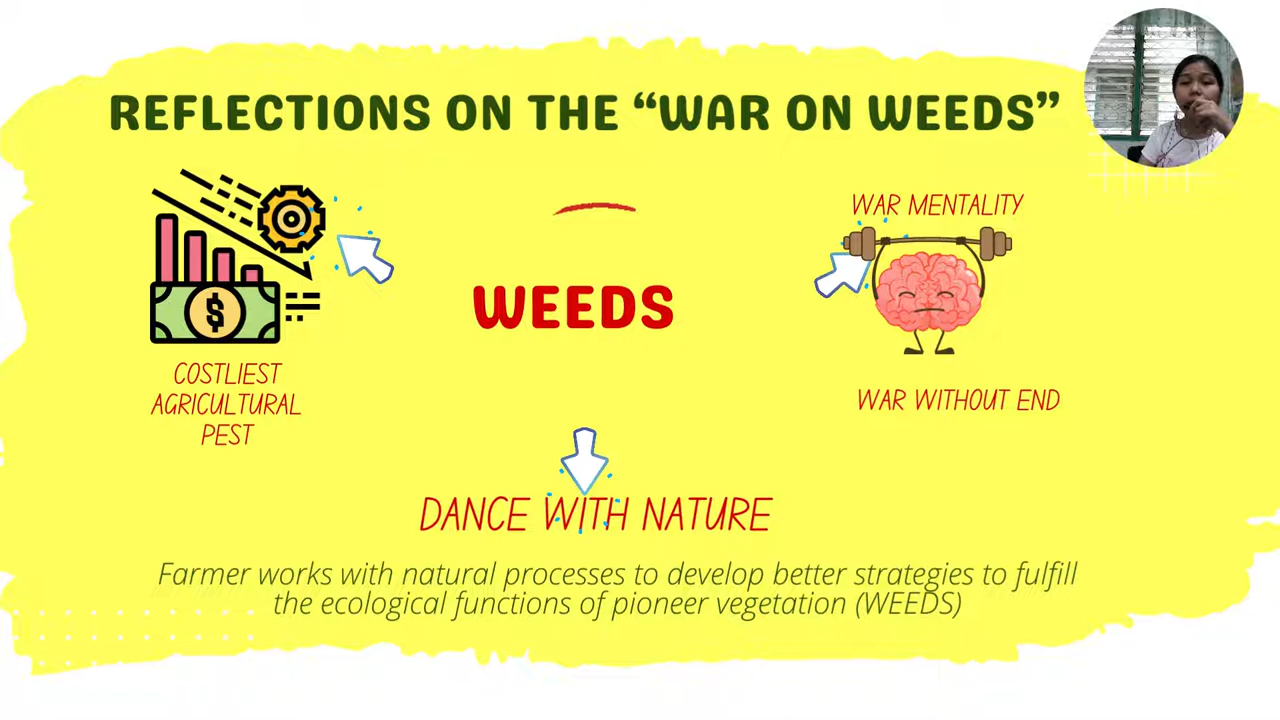 REFLECTIONS ON THE “WAR ON WEEDS”
WAR MENTALITY
WEEDS
$
COSTLIEST
AGRICULTURAL
PEST
WAR WITHOUT END
DANCE WITH NATURE
Farmer works with natural processes to develop better strategies to fulfill
the ecological functions of pioneer vegetation (WEEDS)